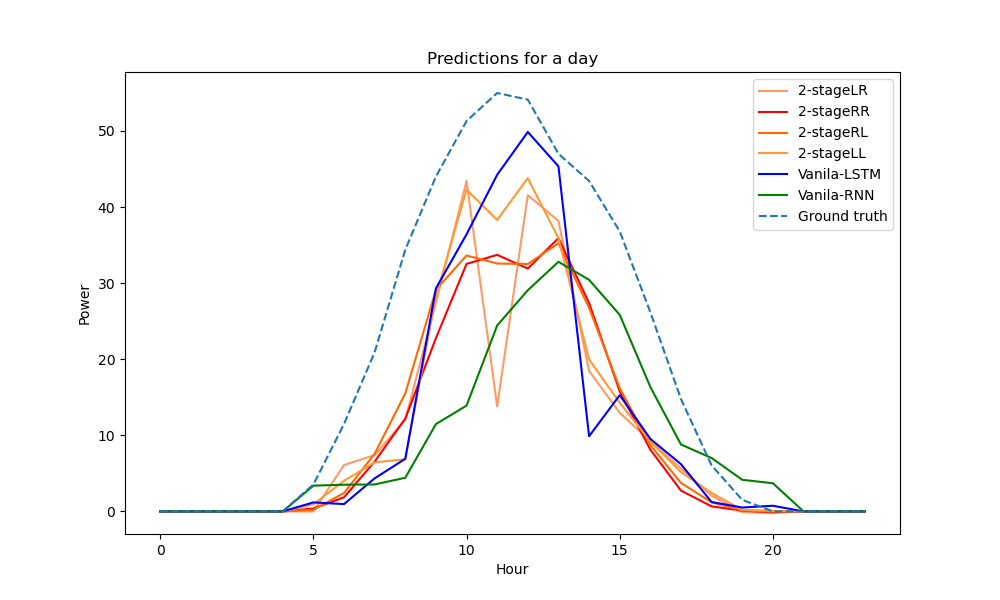 Predictions for a day
2-stageLR
2-stageRR
2-stageRL
2-stageLL
Vanila-LSTM
Vanila-RNN
Ground truth
Power
50
40
30
20
10
0
0 5 10 15 20
Hour